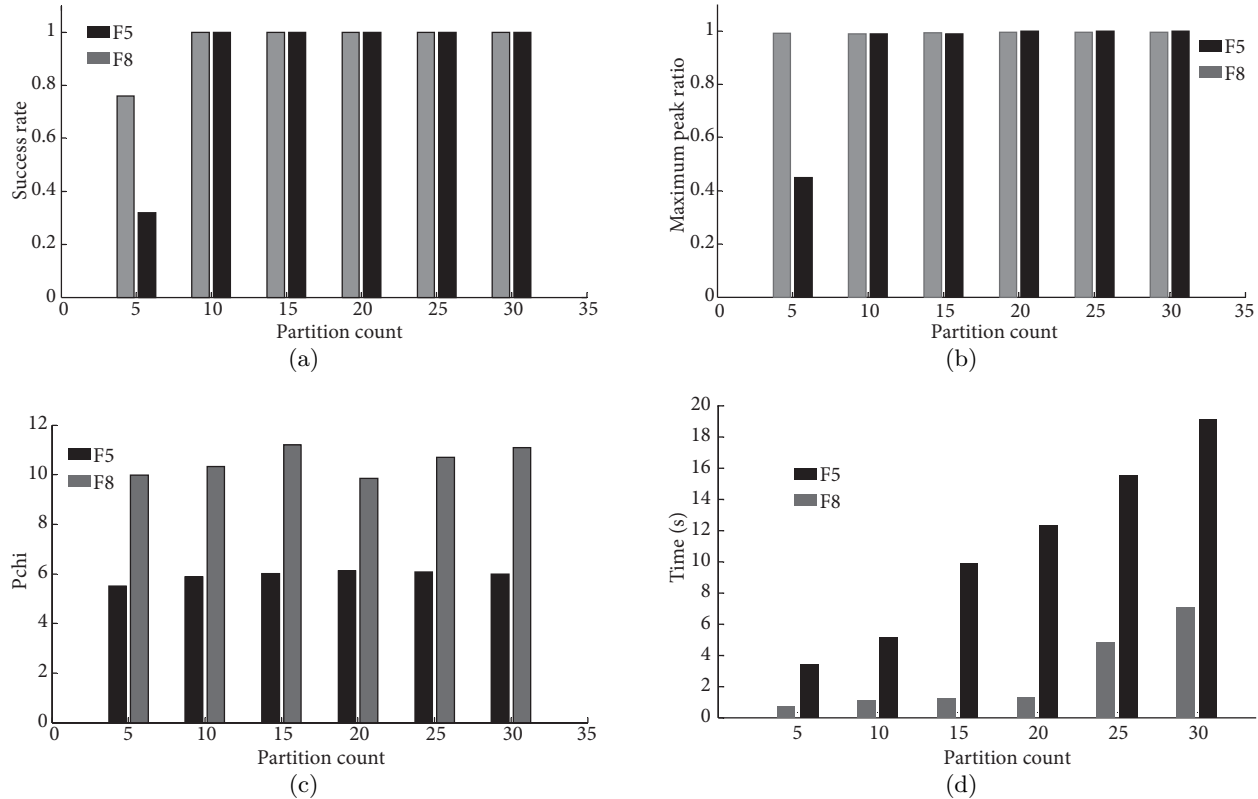 1
0.8
0.6
0.4
0.2
0
Success rate
F5
F8
0 5 10 15 20 25 30 35
Partition count
(a)
1
0.8
0.6
0.4
0.2
0
Maximum peak ratio
F5
F8
0 5 10 15 20 25 30 35
Partition count
(b)
12
10
8
6
4
2
0
Pchi
F5
F8
0 5 10 15 20 25 30 35
Partition count
(c)
20
18
16
14
12
10
8
6
4
2
0
Time (s)
F5
F8
5 10 15 20 25 30
Partition count
(d)